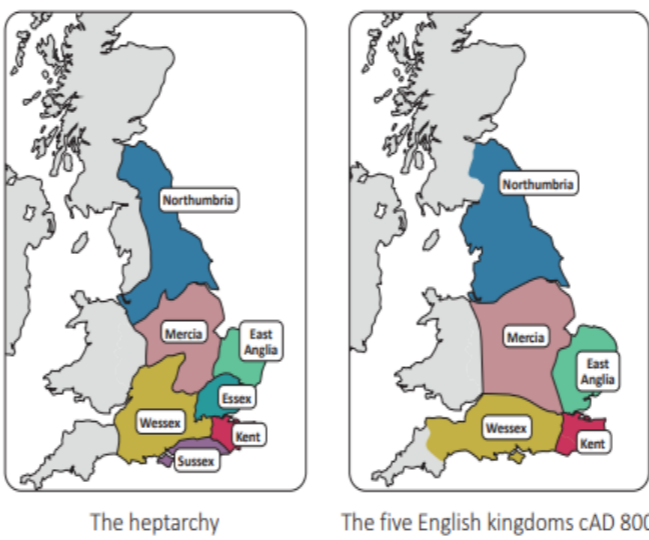 Northumbria
Mercia
East
Anglia
Essex
Wessex
Kent
Sussex
The heptarchy
Northumbria
Mercia
East
Anglia
Wessex
Kent
The five English kingdoms cAD 800